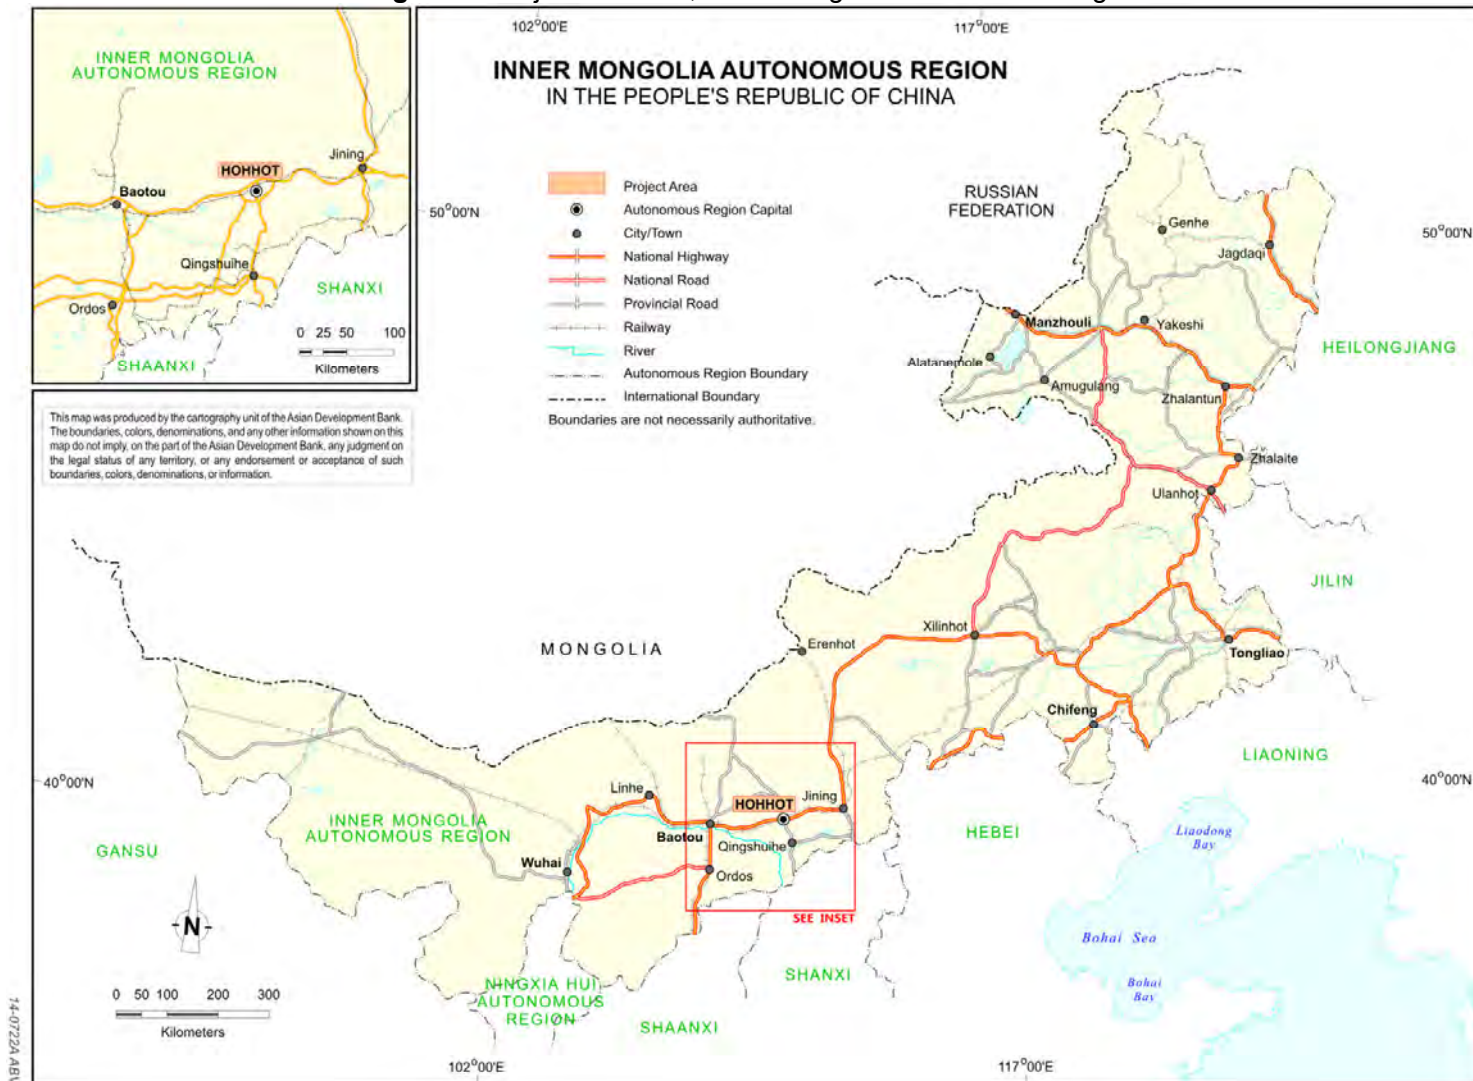 102°00'E
117°00'E
INNER MONGOLIA
AUTONOMOUS REGION
Jining
HOHHOT
Baotou
Qingshuihe
SHANXI
Ordos
0 25 50 100
Kilometers
SHAANXI
INNER MONGOLIA AUTONOMOUS REGION
IN THE PEOPLE'S REPUBLIC OF CHINA
Project Area
Autonomous Region Capital
City/Town
National Highway
National Road
Provincial Road
Railway
River
Autonomous Region Boundary
International Boundary
Boundaries are not necessarily authoritative.
This map was produced by the cartography unit of the Asian Development Bank.
The boundaries, colors, denominations, and any other information shown on this
map do not imply, on the part of the Asian Development Bank, any judgment on
the legal status of any territory, or any endorsement or acceptance of such
boundaries, colors, denominations, or information.
50°00'N
50°00'N
RUSSIAN
FEDERATION
Genhe
Jagdaqi
Manzhouli
Yakeshi
HEILONGJIANG
Alatanemole
Amugulang
Zhalantun
Zhalaite
Ulanhot
JILIN
MONGOLIA
Erenhot
Xilinhot
Tongliao
Chifeng
LIAONING
40°00'N
40°00'N
Linhe
HOHHOT
Jining
Baotou
Qingshuihe
INNER MONGOLIA
AUTONOMOUS REGION
HEBEI
Liaodong
Bay
GANSU
Wuhai
Ordos
SEE INSET
N
Bohai Sea
Bohai
Bay
SHANXI
NINGXIA HUI
AUTONOMOUS
REGION
SHAANXI
0 50 100 200 300
Kilometers
102°00'E
117°00'E